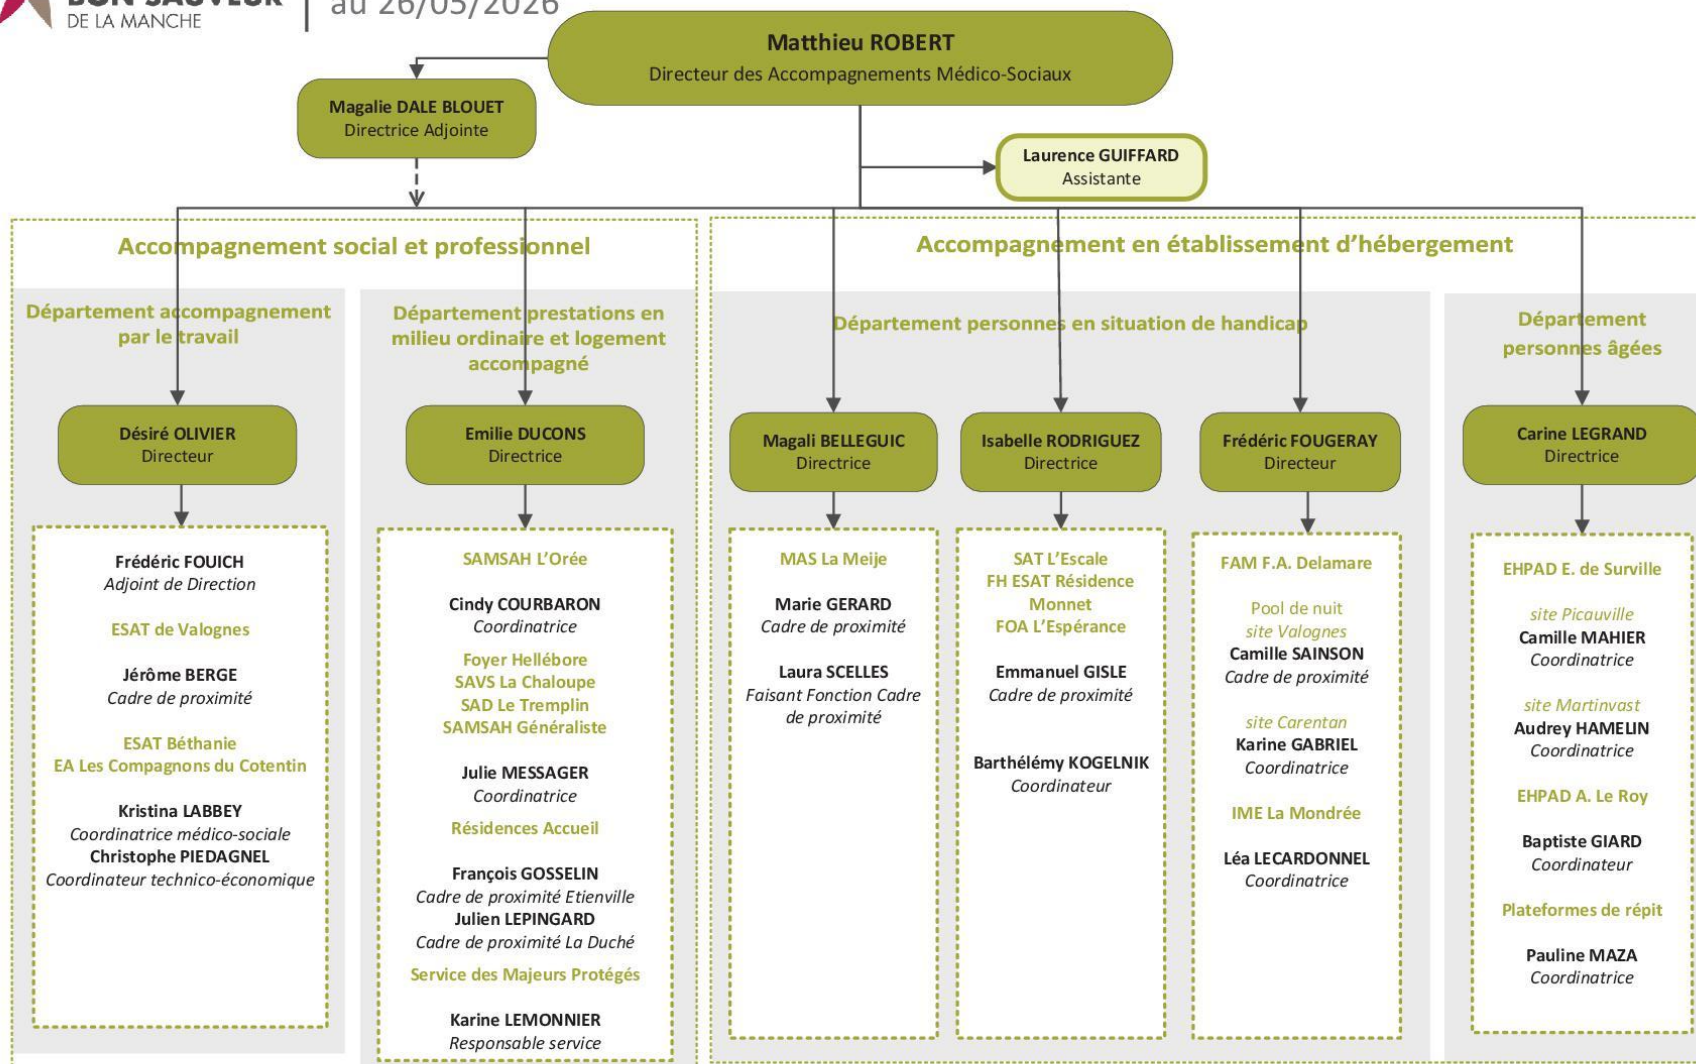 BON SAUVEUR
DE LA MANCHE
au 26/05/2026
Matthieu ROBERT
Directeur des Accompagnements Médico-Sociaux
Magalie DALE BLOUET
Directrice Adjointe
Laurence GUIFFARD
Assistante
Accompagnement social et professionnel
Accompagnement en établissement d’hébergement
Département accompagnement
par le travail
Désiré OLIVIER
Directeur
Frédéric FOUICH
Adjoint de Direction
ESAT de Valognes
Jérôme BERGE
Cadre de proximité
ESAT Béthanie
EA Les Compagnons du Cotentin
Kristina LABBEY
Coordinatrice médico-sociale
Christophe PIEDAGNEL
Coordinateur technico-économique
Département prestations en
milieu ordinaire et logement
accompagné
Emilie DUCONS
Directrice
SAMSAH L’Orée
Cindy COURBARON
Coordinatrice
Foyer Hellébore
SAVS La Chaloupe
SAD Le Tremplin
SAMSAH Généraliste
Julie MESSAGER
Coordinatrice
Résidences Accueil
François GOSSELIN
Cadre de proximité Etienville
Julien LEPINGARD
Cadre de proximité La Duché
Service des Majeurs Protégés
Karine LEMONNIER
Responsable service
Département personnes en situation de handicap
Magali BELLEGUIC
Directrice
MAS La Meije
Marie GERARD
Cadre de proximité
Laura SCELLES
Faisant Fonction Cadre
de proximité
Isabelle RODRIGUEZ
Directrice
SAT L’Escale
FH ESAT Résidence
Monnet
FOA L’Espérance
Emmanuel GISLE
Cadre de proximité
Barthélémy KOGELNIK
Coordinateur
Frédéric FOUGERAY
Directeur
FAM F.A. Delamare
Pool de nuit
site Valognes
Camille SAINSON
Cadre de proximité
site Carentan
Karine GABRIEL
Coordinatrice
IME La Mondrée
Léa LECARDONNEL
Coordinatrice
Département
personnes âgées
Carine LEGRAND
Directrice
EHPAD E. de Surville
site Picauville
Camille MAHIER
Coordinatrice
site Martinvast
Audrey HAMELIN
Coordinatrice
EHPAD A. Le Roy
Baptiste GIARD
Coordinateur
Plateformes de répit
Pauline MAZA
Coordinatrice